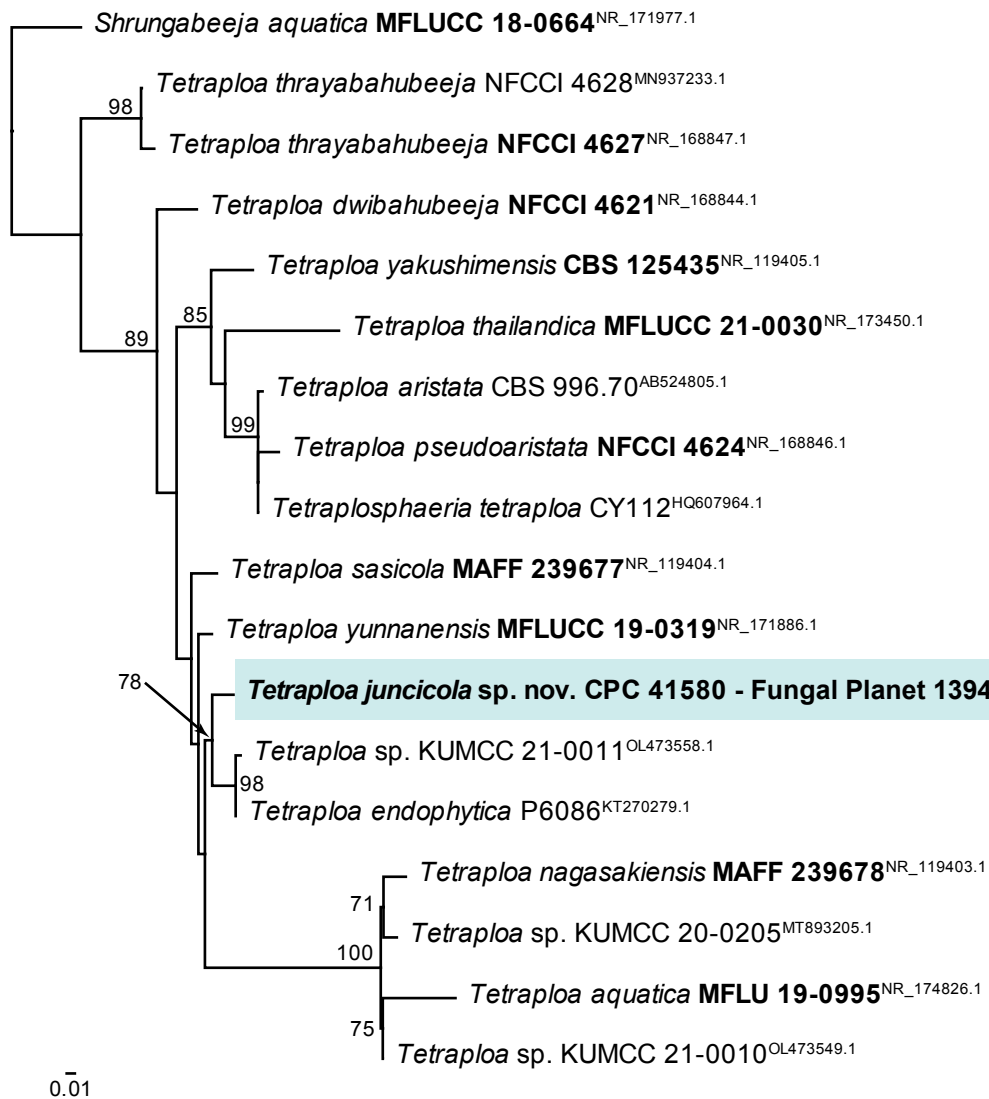 Shrungabeeja aquatica MFLUCC 18-0664NR_171977.1
Tetraploa thrayabahubeeja NFCCI 4628MN937233.1
98
Tetraploa thrayabahubeeja NFCCI 4627NR_168847.1
Tetraploa dwibahubeeja NFCCI 4621NR_168844.1
Tetraploa yakushimensis CBS 125435NR_119405.1
85
Tetraploa thailandica MFLUCC 21-0030NR_173450.1
89
Tetraploa aristata CBS 996.70AB524805.1
99
Tetraploa pseudoaristata NFCCI 4624NR_168846.1
Tetraplosphaeria tetraploa CY112HQ607964.1
Tetraploa sasicola MAFF 239677NR_119404.1
Tetraploa yunnanensis MFLUCC 19-0319NR_171886.1
78
Tetraploa juncicola sp. nov. CPC 41580 - Fungal Planet 1394
Tetraploa sp. KUMCC 21-0011OL473558.1
98
Tetraploa endophytica P6086KT270279.1
Tetraploa nagasakiensis MAFF 239678NR_119403.1
71
Tetraploa sp. KUMCC 20-0205MT893205.1
100
Tetraploa aquatica MFLU 19-0995NR_174826.1
75
Tetraploa sp. KUMCC 21-0010OL473549.1
0.01